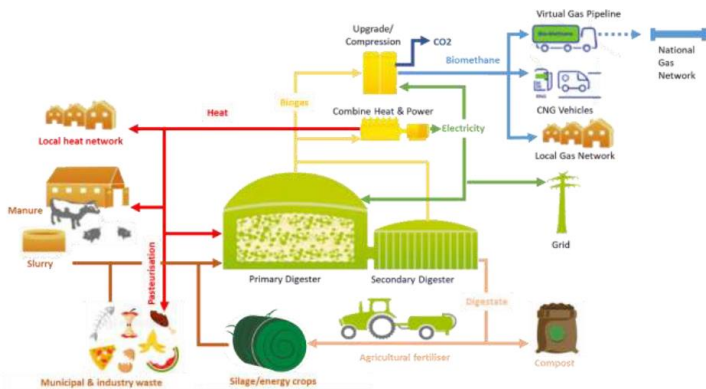 Virtual Gas Pipeline
Upgrade/
Compression
CO2
Bio-Methane
Biomethane
National
Gas
Network
Biogas
Heat
Combine Heat & Power
CNG Vehicles
Electricity
Local heat network
Local Gas Network
Manure
Grid
Slurry
Pasteurisation
Primary Digester
Secondary Digester
Digestate
Agricultural fertiliser
Compost
Municipal & industry waste
Silage/energy crops